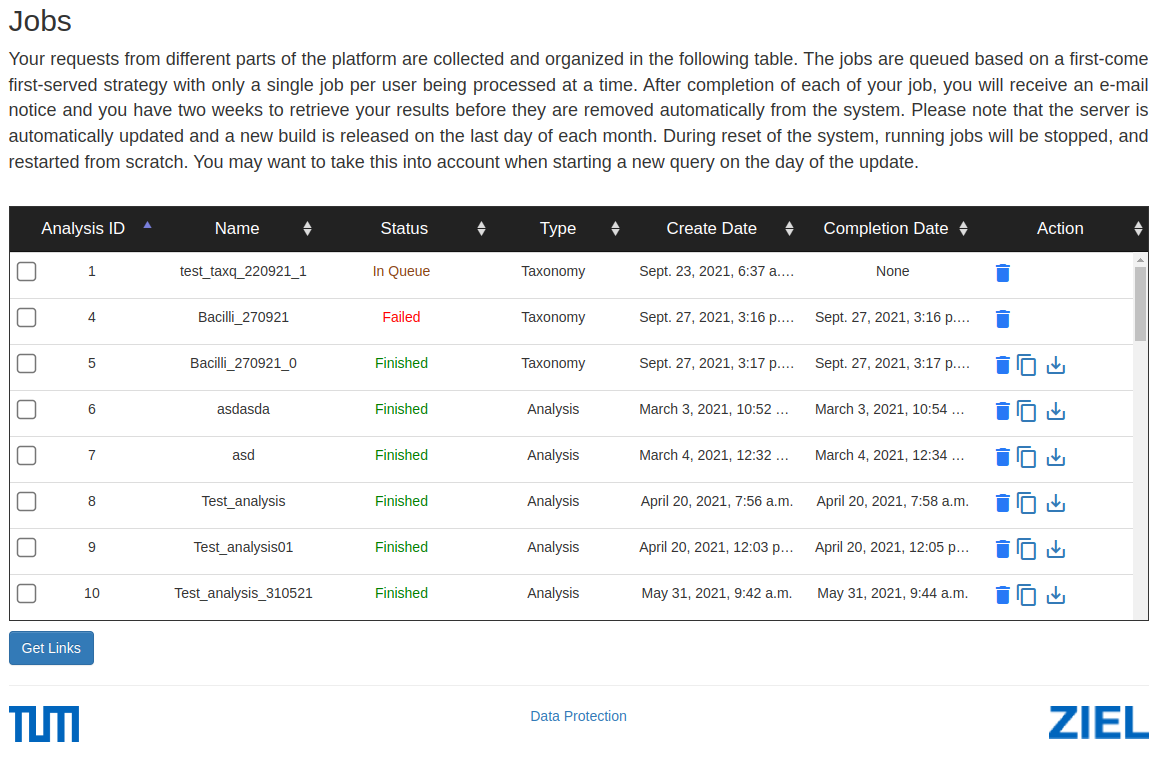 Jobs
Your requests from different parts of the platform are collected and organized in the following table. The jobs are queued based on a first-come
first-served strategy with only a single job per user being processed at a time. After completion of each of your job, you will receive an e-mail
notice and you have two weeks to retrieve your results before they are removed automatically from the system. Please note that the server is
automatically updated and a new build is released on the last day of each month. During reset of the system, running jobs will be stopped, and
restarted from scratch. You may want to take this into account when starting a new query on the day of the update.
Analysis ID Name Status Type Create Date Completion Date Action
1 test_taxq_220921_1 In Queue Taxonomy Sept. 23, 2021, 6:37 a.… None
4 Bacilli_270921 Failed Taxonomy Sept. 27, 2021, 3:16 p.… Sept. 27, 2021, 3:16 p.…
5 Bacilli_270921_0 Finished Taxonomy Sept. 27, 2021, 3:17 p.… Sept. 27, 2021, 3:17 p.…
6 asdasda Finished Analysis March 3, 2021, 10:52 … March 3, 2021, 10:54 …
7 asd Finished Analysis March 4, 2021, 12:32 … March 4, 2021, 12:34 …
8 Test_analysis Finished Analysis April 20, 2021, 7:56 a.m. April 20, 2021, 7:58 a.m.
9 Test_analysis01 Finished Analysis April 20, 2021, 12:03 p… April 20, 2021, 12:05 p…
10 Test_analysis_310521 Finished Analysis May 31, 2021, 9:42 a.m. May 31, 2021, 9:44 a.m.
Get Links
TUM Data Protection ZIEL